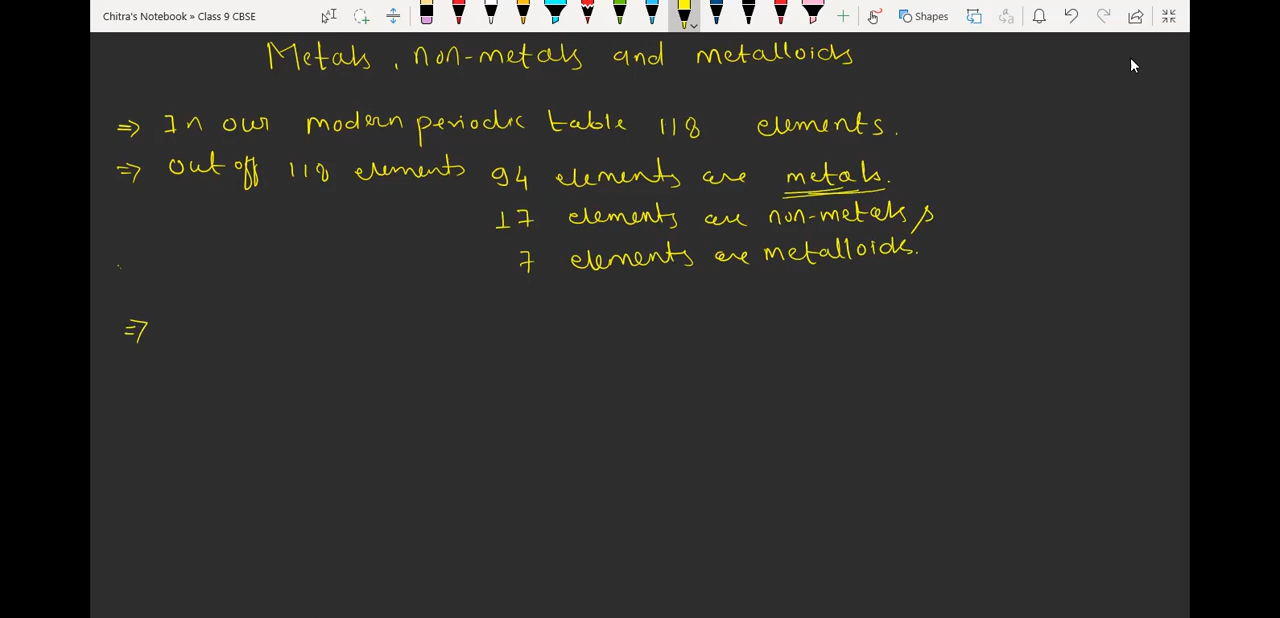 Chitra's Notebook » Class 9 CBSE
Shapes
Metals, non-metals and metalloids
⇒ In our modern periodic table 118 elements.
⇒ Out off 118 elements 94 elements are metals.
17 elements are non-metals,
7 elements are metalloids.
⇒